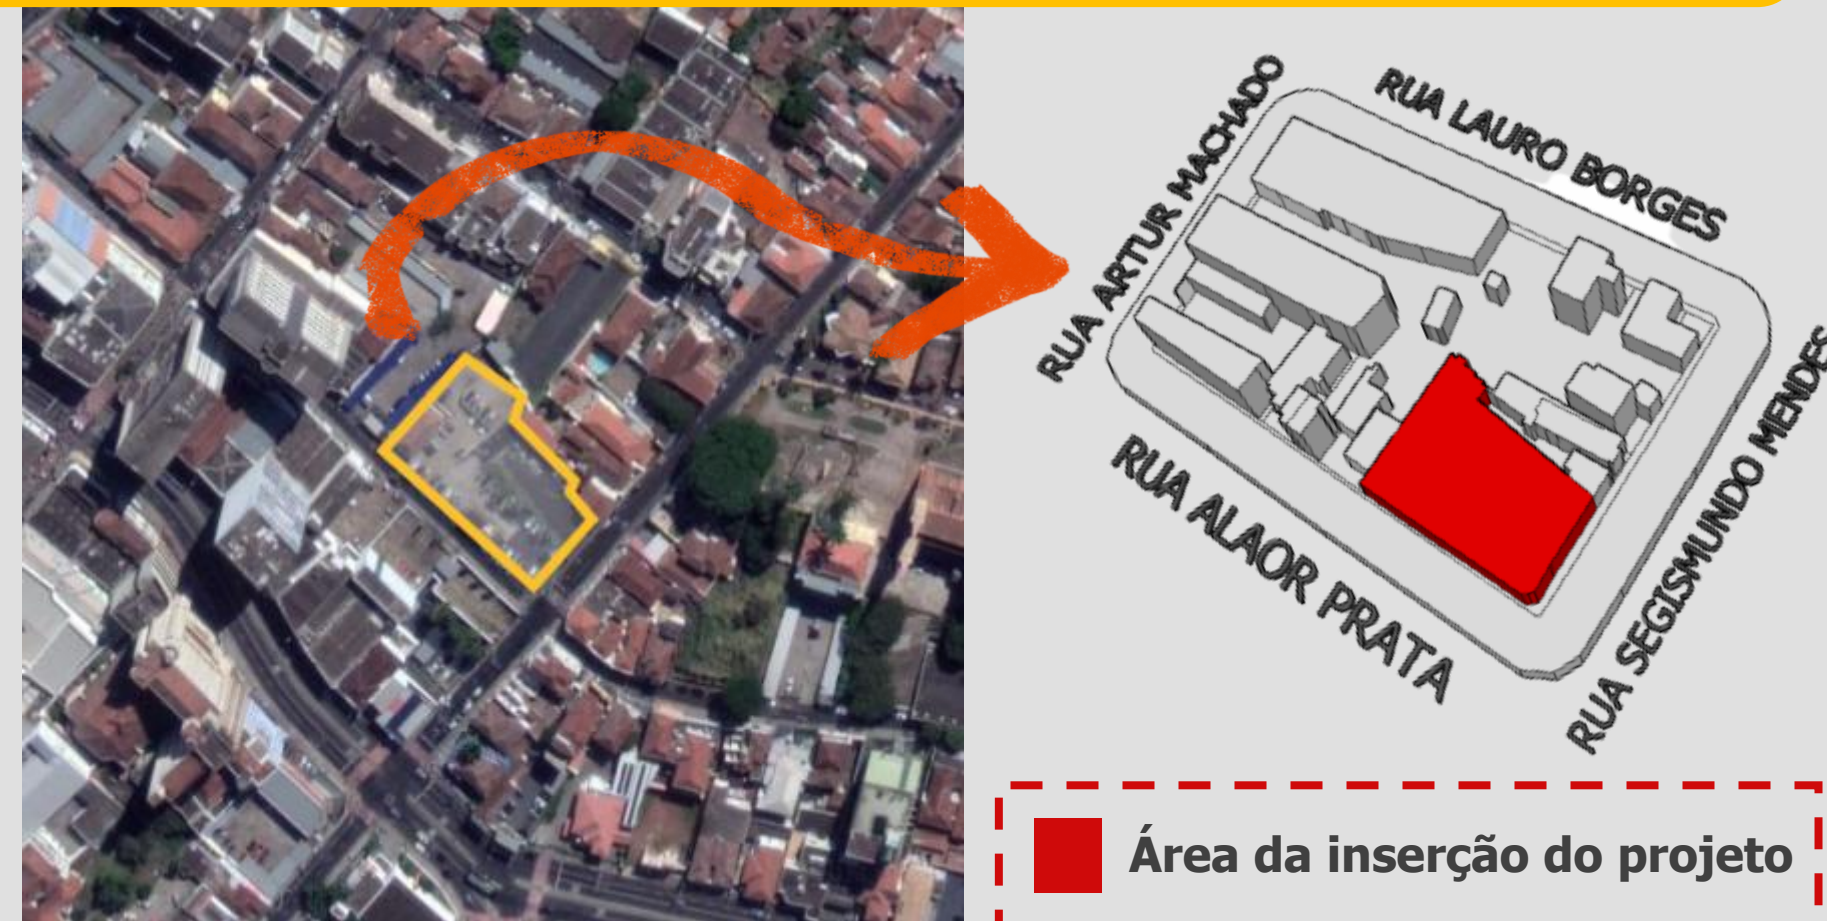 RUA LAURO BORGES
RUA ARTUR MACHADO
RUA SEGISMUNDO MENDES
RUA ALAOR PRATA
Área da inserção do projeto